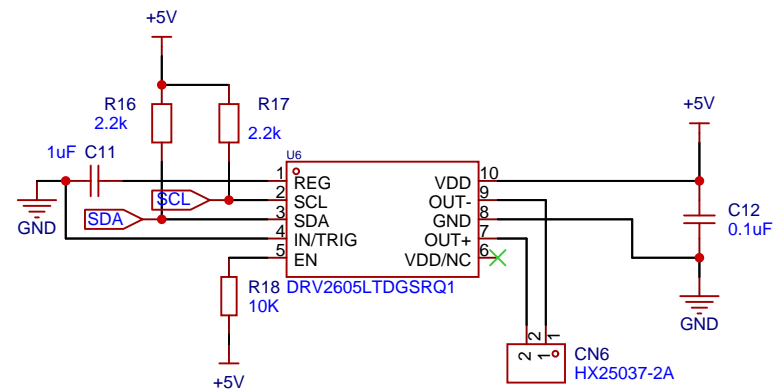 +5V
R16
2.2k
R17
2.2k
+5V
1uF C11
U6
1
REG
VDD
10
SCL
2
SCL
OUT-
9
SDA
3
SDA
GND
8
GND
4
IN/TRIG
OUT+
7
5
EN
VDD/NC
6
C12
0.1uF
R18
10K
DRV2605LTDGSRQ1
GND
2
1
2
1
CN6
HX25037-2A
+5V